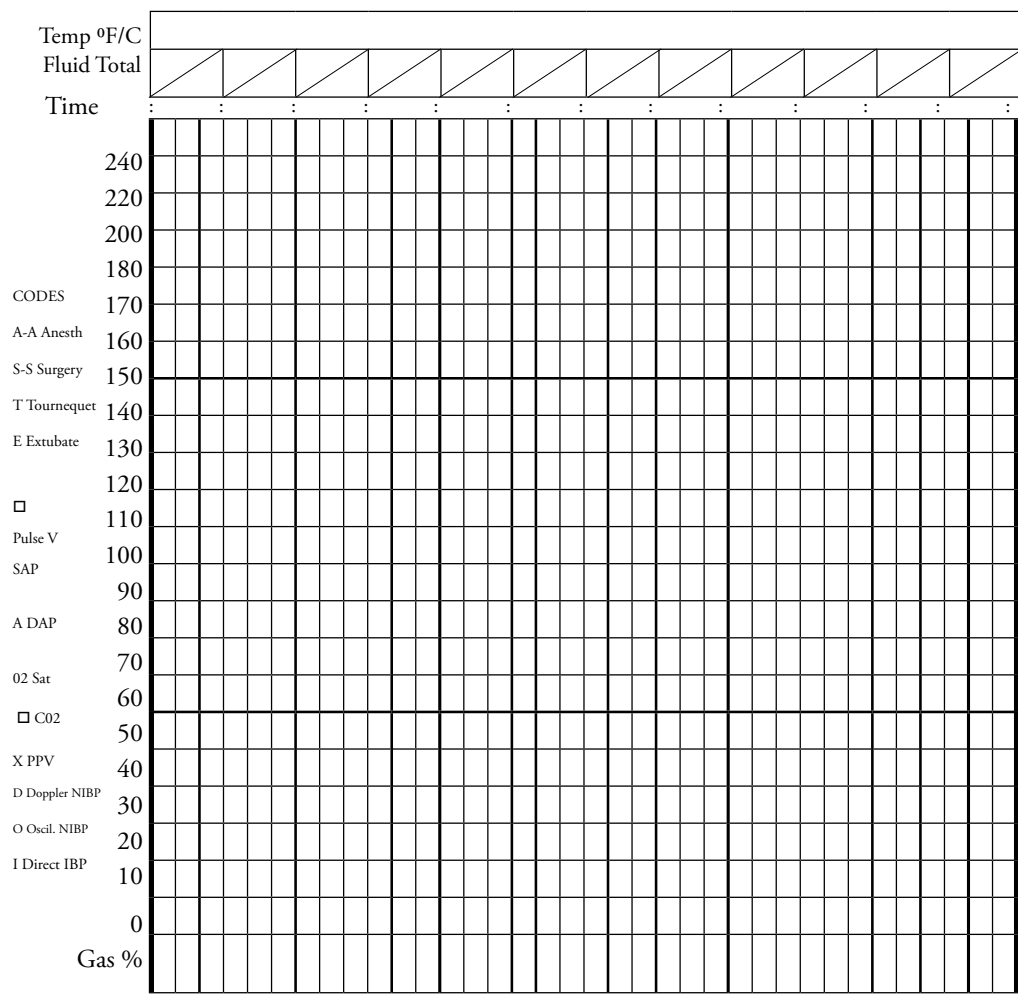 Temp ºF/C
Fluid Total
Time : : : : : : : : : : : : :
240
220
200
180
CODES
170
A-A Anesth
160
S-S Surgery
150
T Tournequet
140
E Extubate
130
120
110
Pulse V
100
SAP
90
A DAP
80
70
02 Sat
60
C02
50
X PPV
40
D Doppler NIBP
30
O Oscil. NIBP
20
I Direct IBP
10
0
Gas %